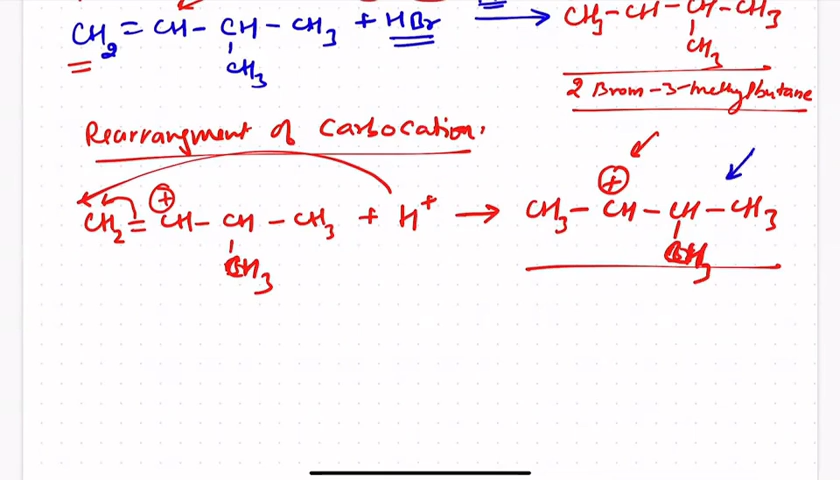 CH3-CH-CH-CH3
CH2=CH-CH-CH3+HBr
CH3
CH3
2 Brom-3-methylbutane
Rearrangment of Carbocation.
CH2=CH-CH-CH3+H+→CH3-CH-CH-CH3
CH3
CH3